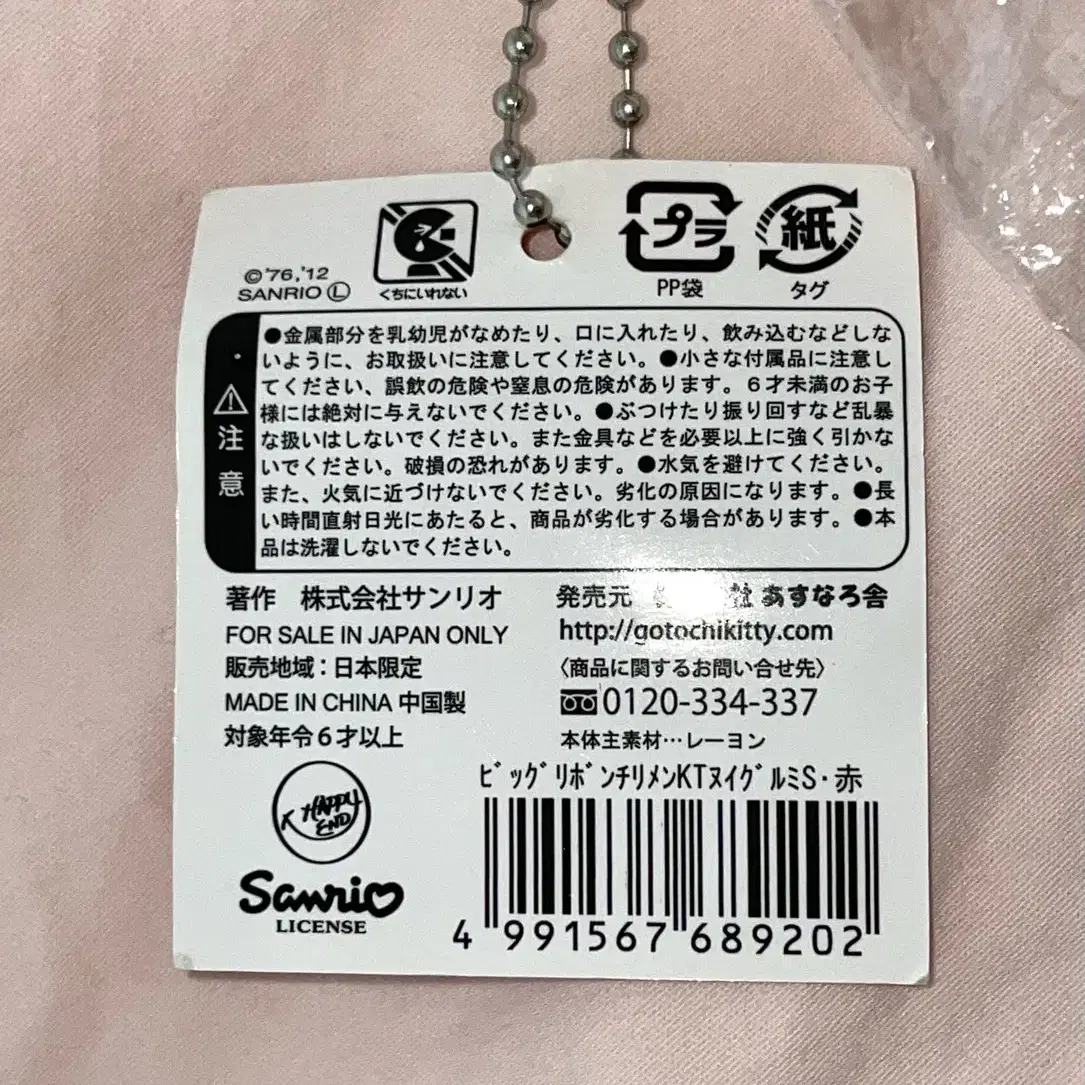 ©'76,'12
SANRIO Ⓛ
くちにいれない
プラ
PP袋
紙
タグ
注意
●金属部分を乳幼児がなめたり、口に入れたり、飲み込むなどしな
いように、お取扱いに注意してください。●小さな付属品に注意し
てください、誤飲の危険や窒息の危険があります。６才未満のお子
様には絶対に与えないでください。●ぶつけたり振り回すなど乱暴
な扱いはしないでください。また金具などを必要以上に強く引かな
いでください。破損の恐れがあります。●水気を避けてください。
また、火気に近づけないでください。劣化の原因になります。●長
い時間直射日光にあたると、商品が劣化する場合があります。●本
品は洗濯しないでください。
著作 株式会社サンリオ
FOR SALE IN JAPAN ONLY
販売地域：日本限定
MADE IN CHINA 中国製
対象年令６才以上
発売元 社 あすなろ舎
http://gotochikitty.com
〈商品に関するお問い合せ先〉
0120-334-337
本体主素材…レーヨン
ﾋﾞｯｸﾞﾘﾎﾞﾝﾁﾘﾒﾝKTﾇｲｸﾞﾙﾐS・赤
HAPPY
END
Sanrio
LICENSE
4 991567 689202